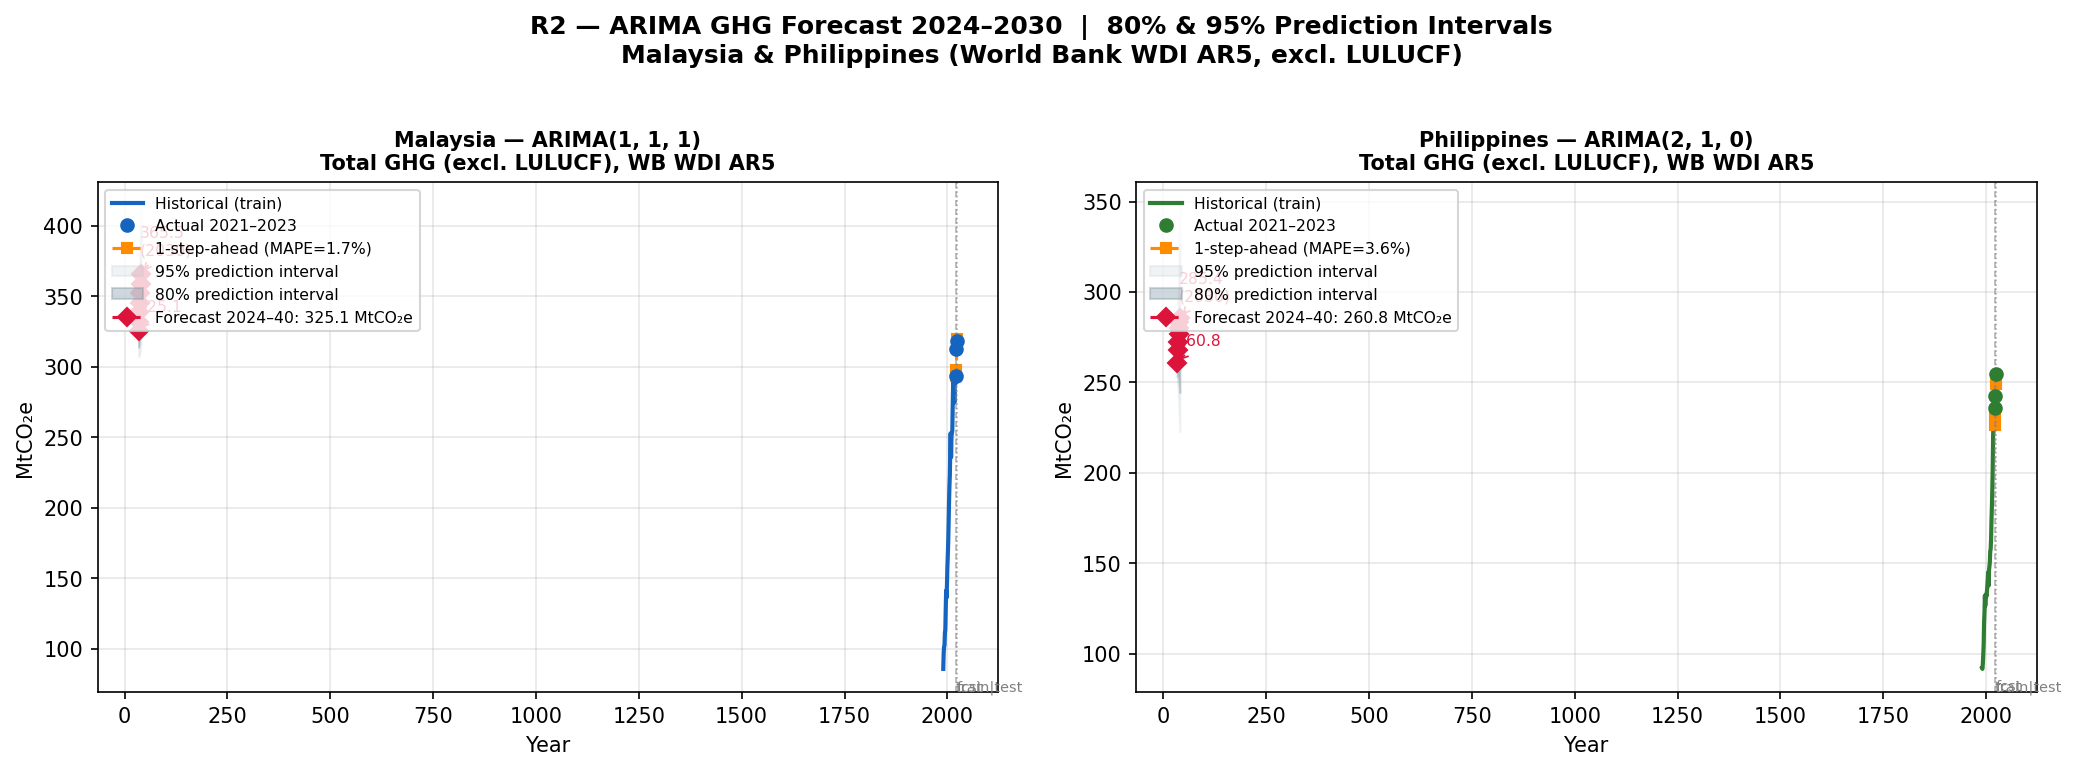 R2 — ARIMA GHG Forecast 2024–2030 | 80% & 95% Prediction Intervals
Malaysia & Philippines (World Bank WDI AR5, excl. LULUCF)
Malaysia — ARIMA(1, 1, 1)
Total GHG (excl. LULUCF), WB WDI AR5
MtCO₂e
400
350
300
250
200
150
100
Historical (train)
Actual 2021–2023
1-step-ahead (MAPE=1.7%)
95% prediction interval
80% prediction interval
Forecast 2024–40: 325.1 MtCO₂e
0 250 500 750 1000 1250 1500 1750 2000
Year
Philippines — ARIMA(2, 1, 0)
Total GHG (excl. LULUCF), WB WDI AR5
MtCO₂e
350
300
250
200
150
100
Historical (train)
Actual 2021–2023
1-step-ahead (MAPE=3.6%)
95% prediction interval
80% prediction interval
Forecast 2024–40: 260.8 MtCO₂e
0 250 500 750 1000 1250 1500 1750 2000
Year